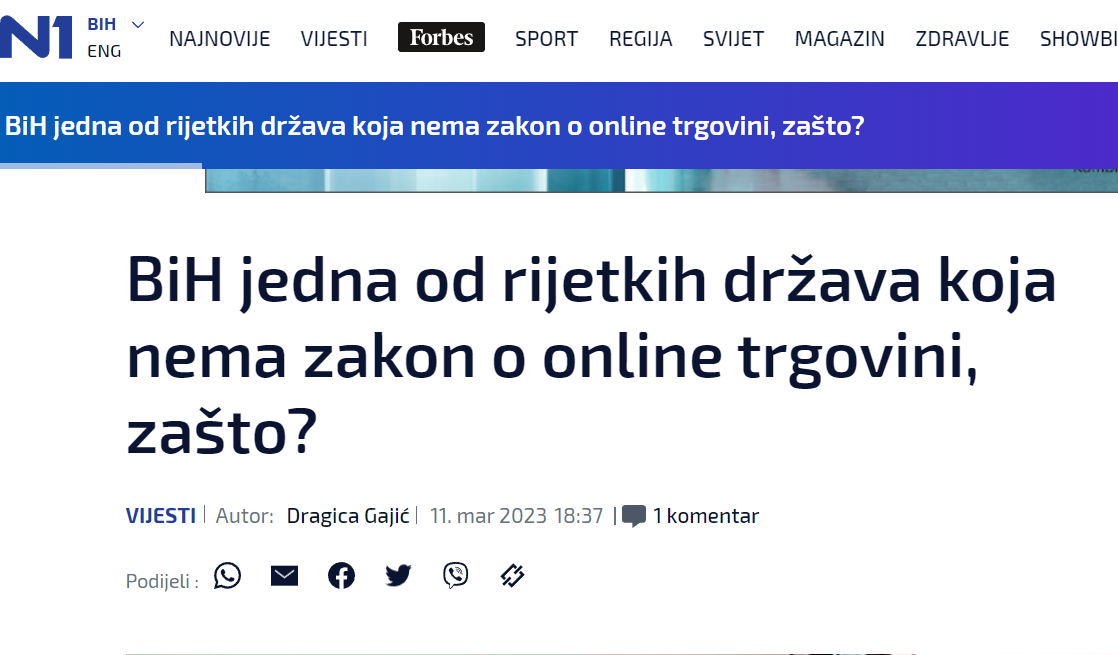 N1
BIH
ENG
NAJNOVIJE VIJESTI Forbes SPORT REGIJA SVIJET MAGAZIN ZDRAVLJE SHOWBI
BiH jedna od rijetkih država koja nema zakon o online trgovini, zašto?
BiH jedna od rijetkih država koja
nema zakon o online trgovini,
zašto?
VIJESTI | Autor: Dragica Gajić | 11. mar 2023 18:37 | 1 komentar
Podijeli :